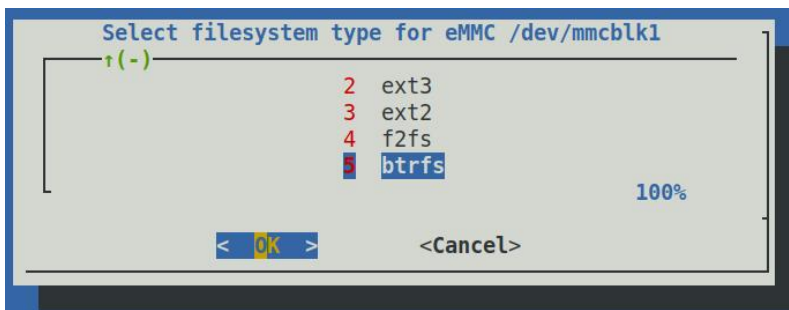 Select filesystem type for eMMC /dev/mmcblk1
↑(-)
2 ext3
3 ext2
4 f2fs
5 btrfs
100%
< OK > <Cancel>